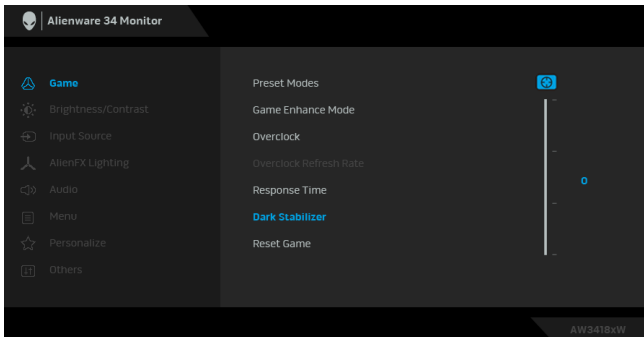 Alienware 34 Monitor
Game
Brightness/Contrast
Input Source
AlienFX Lighting
Audio
Menu
Personalize
Others
Preset Modes
Game Enhance Mode
Overclock
Overclock Refresh Rate
Response Time
Dark Stabilizer
Reset Game
0
AW3418xW